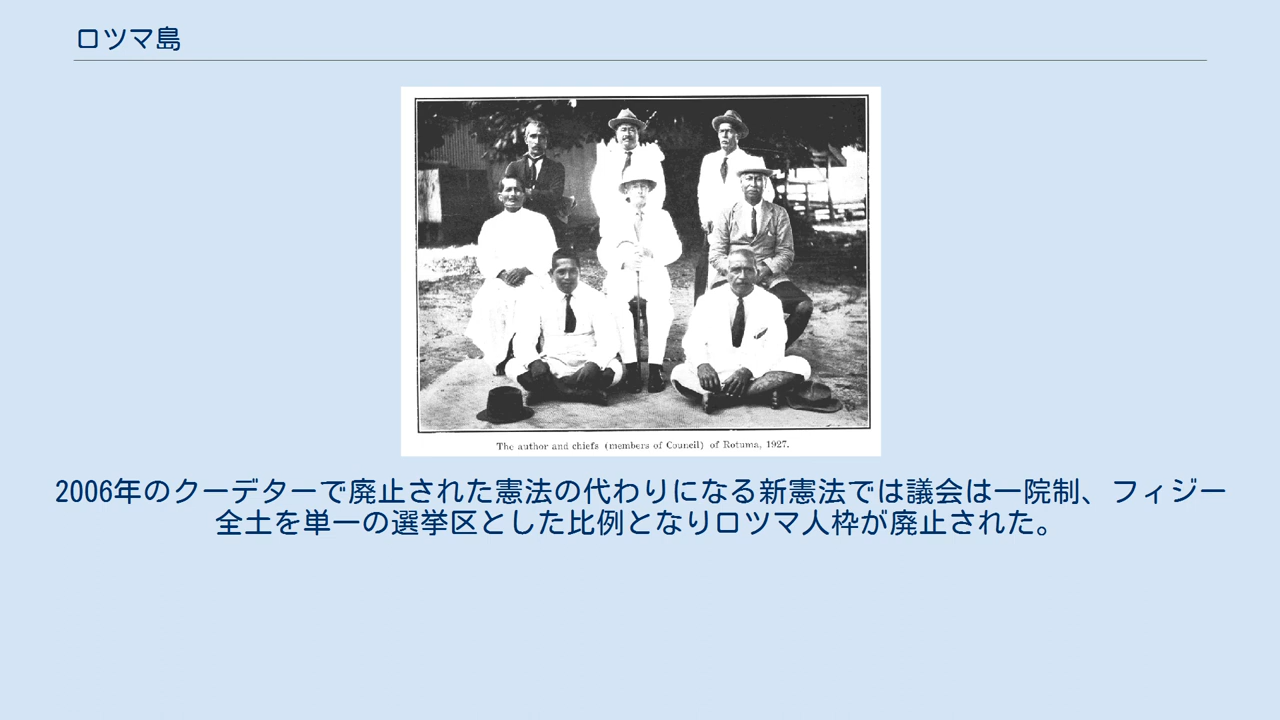 ロツマ島
The author and chiefs (members of Council) of Rotuma, 1927.
2006年のクーデターで廃止された憲法の代わりになる新憲法では議会は一院制、フィジー
全土を単一の選挙区とした比例となりロツマ人枠が廃止された。